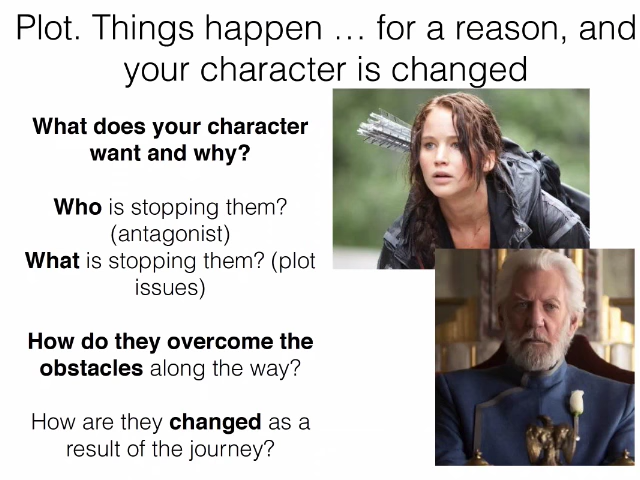 Plot. Things happen … for a reason, and
your character is changed
What does your character
want and why?
Who is stopping them?
(antagonist)
What is stopping them? (plot
issues)
How do they overcome the
obstacles along the way?
How are they changed as a
result of the journey?